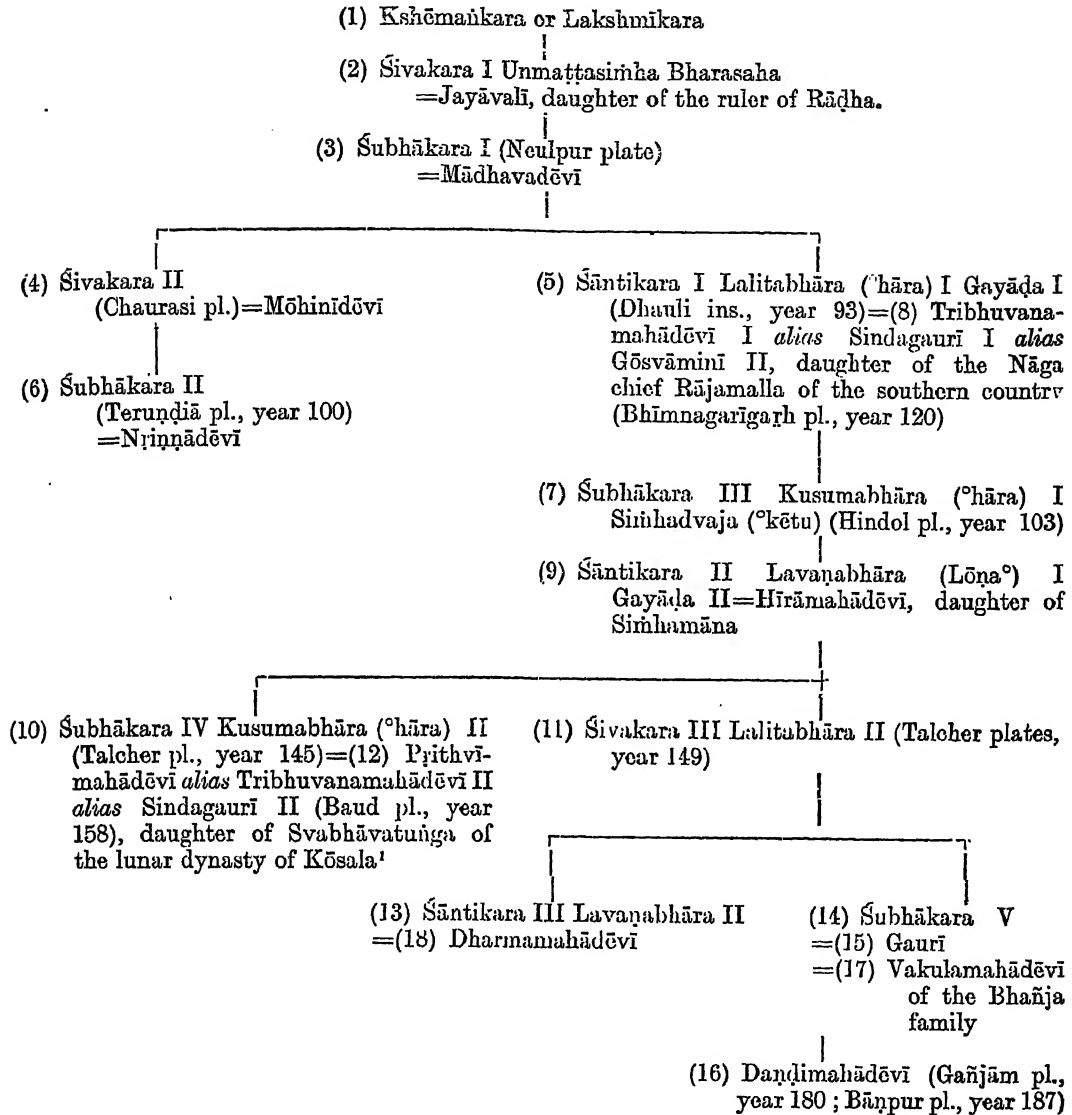 (1) Kshēmaṅkara or Lakshmīkara
(2) Śivakara I Unmaṭṭasiṁha Bharasaha
=Jayāvalī, daughter of the ruler of Rāḍha.
(3) Śubhākara I (Neulpur plate)
=Mādhavadēvī
(4) Śivakara II
(Chaurasi pl.)=Mōhinīdēvī
(5) Śāntikara I Lalitabhāra (°hāra) I Gayāḍa I
(Dhauli ins., year 93)=(8) Tribhuvana-
mahādēvī I alias Sindagaurī I alias
Gōsvāminī II, daughter of the Nāga
chief Rājamalla of the southern country
(Bhīmnagarīgaṛh pl., year 120)
(6) Śubhākara II
(Teruṇḍiā pl., year 100)
=Nṛiṇṇādēvī
(7) Śubhākara III Kusumabhāra (°hāra) I
Siṁhadvaja (°kētu) (Hindol pl., year 103)
(9) Śāntikara II Lavaṇabhāra (Lōṇa°) I
Gayāḍa II=Hīrāmahādēvī, daughter of
Siṁhamāna
(10) Śubhākara IV Kusumabhāra (°hāra) II
(Talcher pl., year 145)=(12) Pṛithvī-
mahādēvī alias Tribhuvanamahādēvī II
alias Sindagaurī II (Baud pl., year
158), daughter of Svabhāvatuṅga of
the lunar dynasty of Kōsala¹
(11) Śivakara III Lalitabhāra II (Talcher plates,
year 149)
(13) Śāntikara III Lavaṇabhāra II
=(18) Dharmamahādēvī
(14) Śubhākara V
=(15) Gaurī
=(17) Vakulamahādēvī
of the Bhañja
family
(16) Daṇḍimahādēvī (Gañjām pl.,
year 180 ; Bāṇpur pl., year 187)